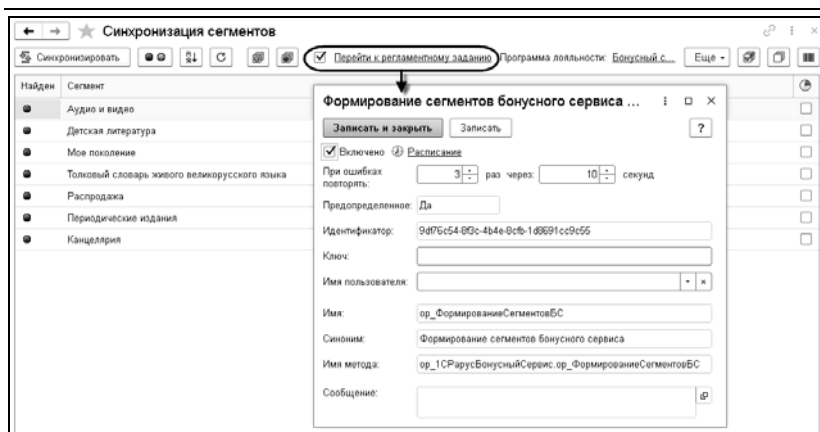 Синхронизация сегментов
Синхронизировать Перейти к регламентному заданию Программа лояльности: Бонусный с... Еще
Найден Сегмент
Аудио и видео
Детская литература
Мое поколение
Толковый словарь живого великорусского языка
Распродажа
Периодические издания
Канцелярия
Формирование сегментов бонусного сервиса ...
Записать и закрыть Записать ?
Включено Расписание
При ошибках повторять: 3 раз через: 10 секунд
Предопределенное: Да
Идентификатор: 9df76c54-8f3c-4b4e-8cfb-1d8691cc9c55
Ключ:
Имя пользователя:
Имя: ор_ФормированиеСегментовБС
Синоним: Формирование сегментов бонусного сервиса
Имя метода: ор_1СРарусБонусныйСервис.ор_ФормированиеСегментовБС
Сообщение: